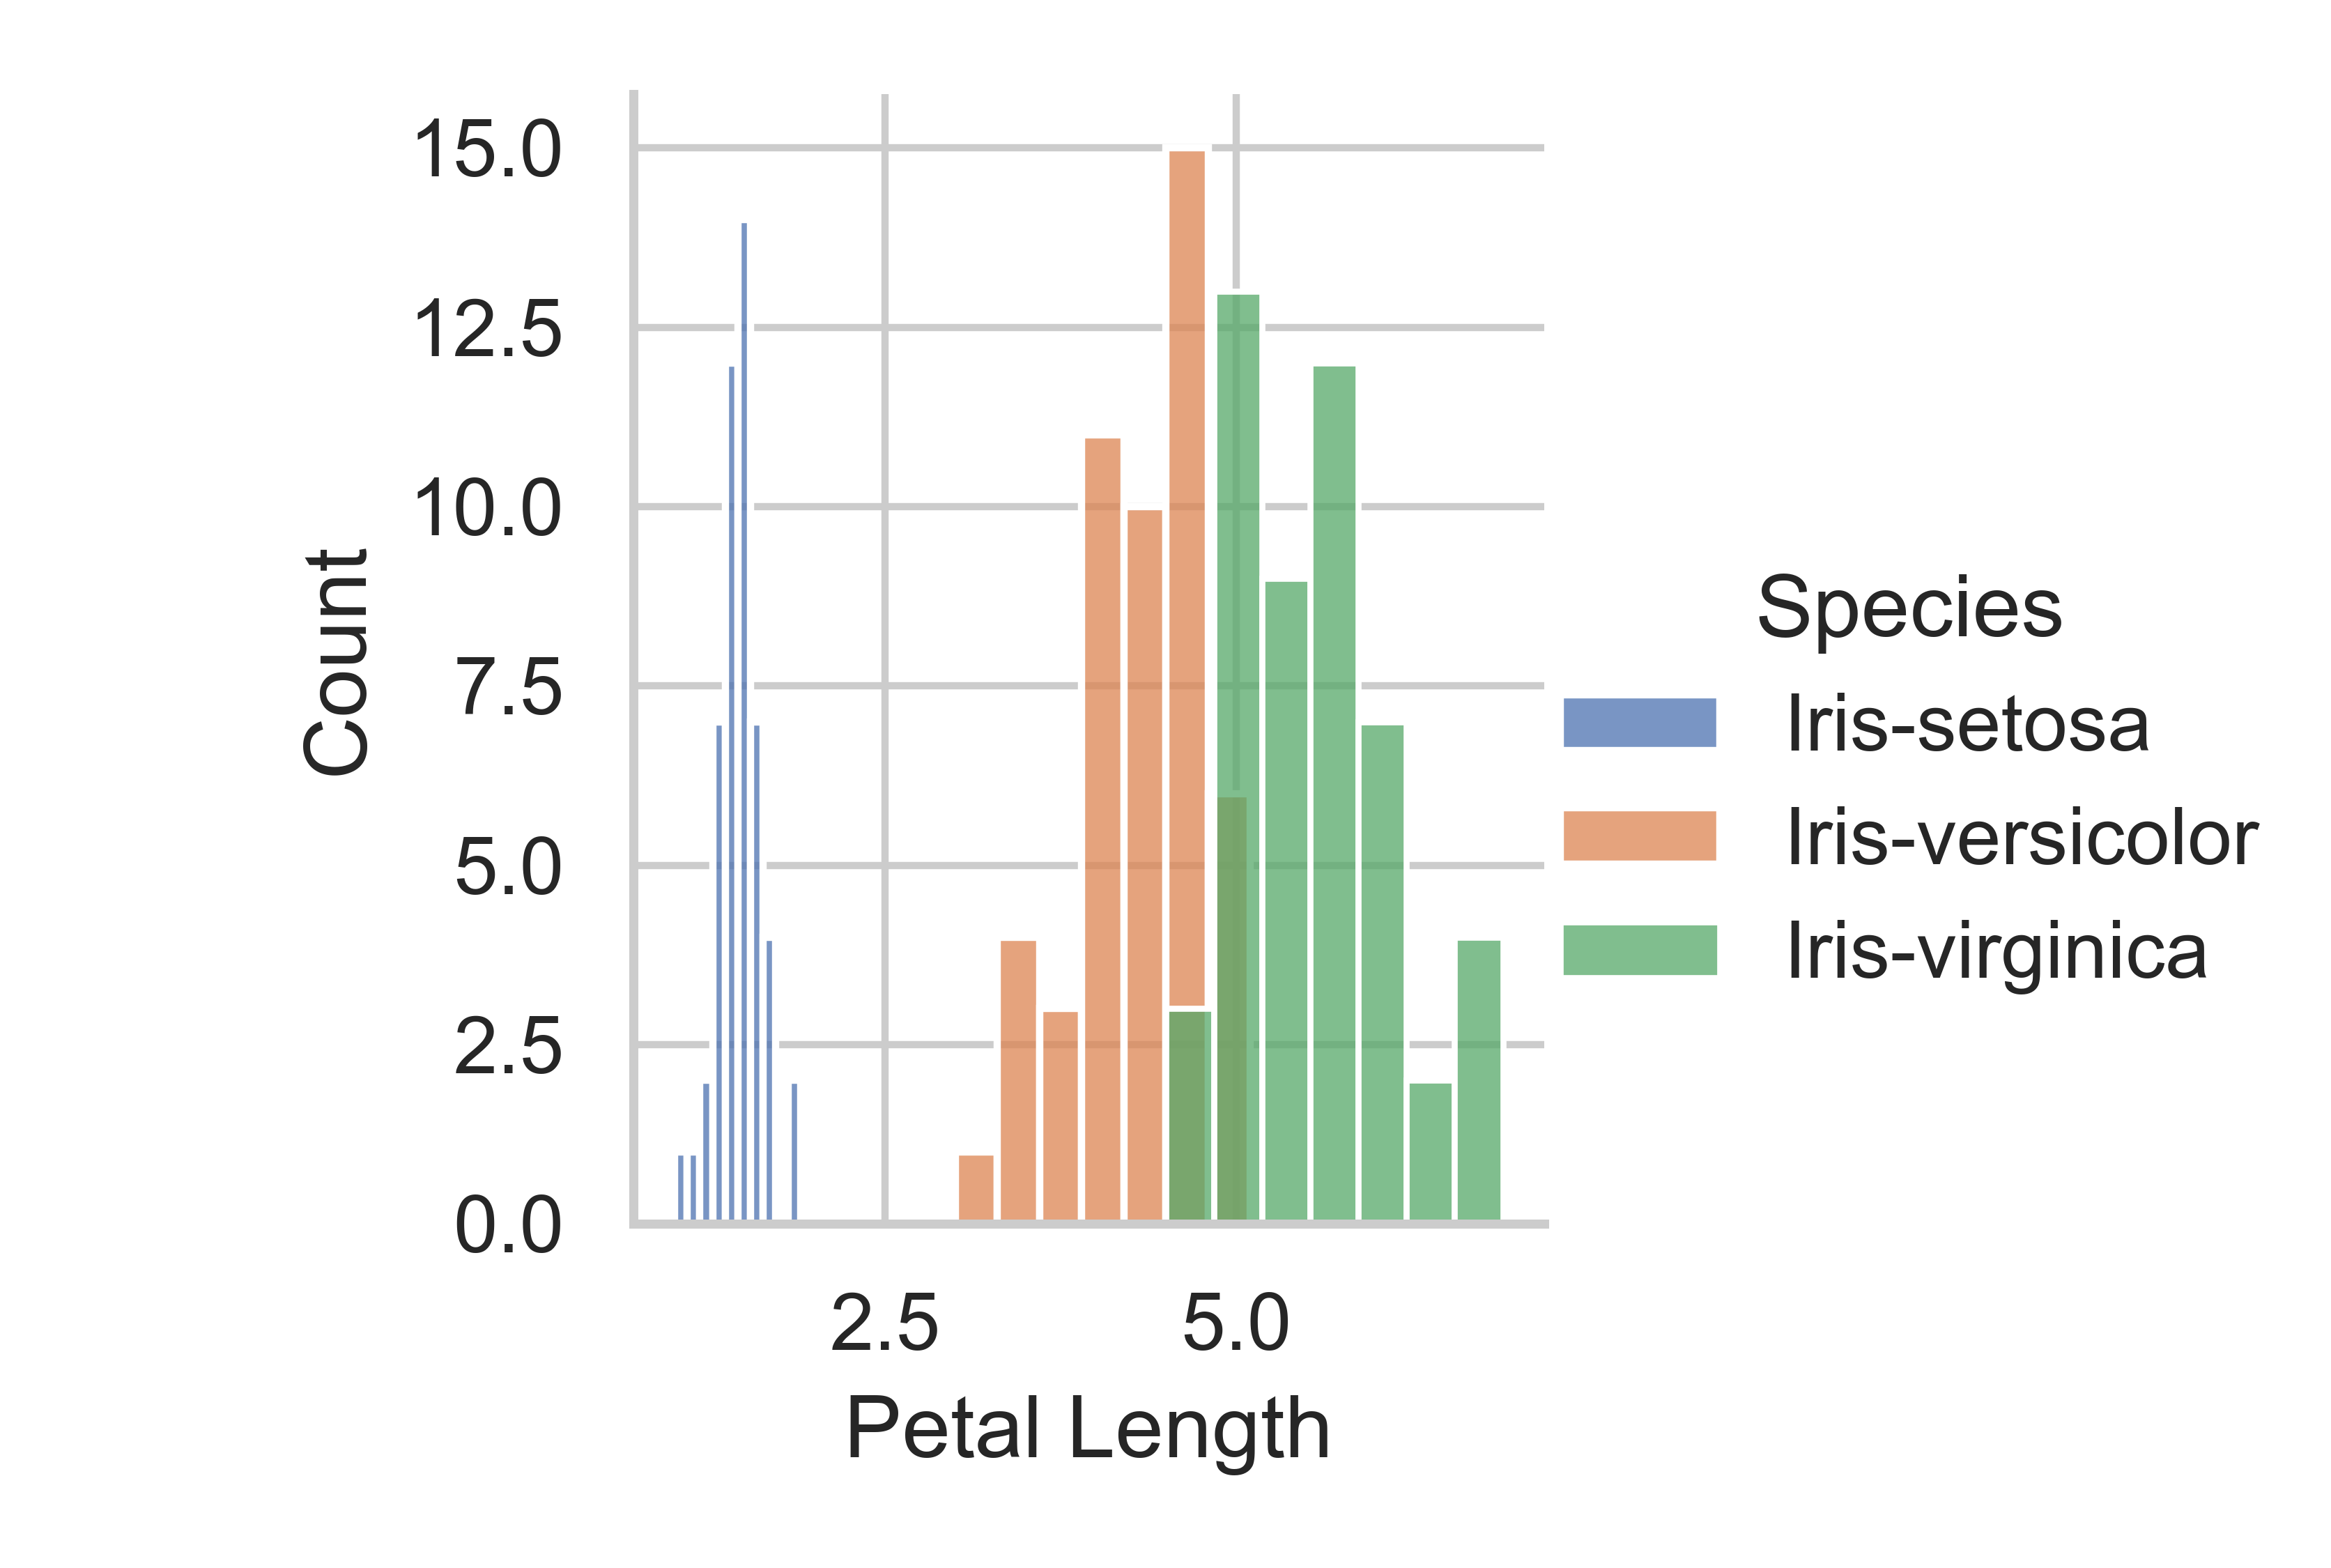 15.0
12.5
10.0
7.5
5.0
2.5
0.0
Count
2.5 5.0
Petal Length
Species
Iris-setosa
Iris-versicolor
Iris-virginica